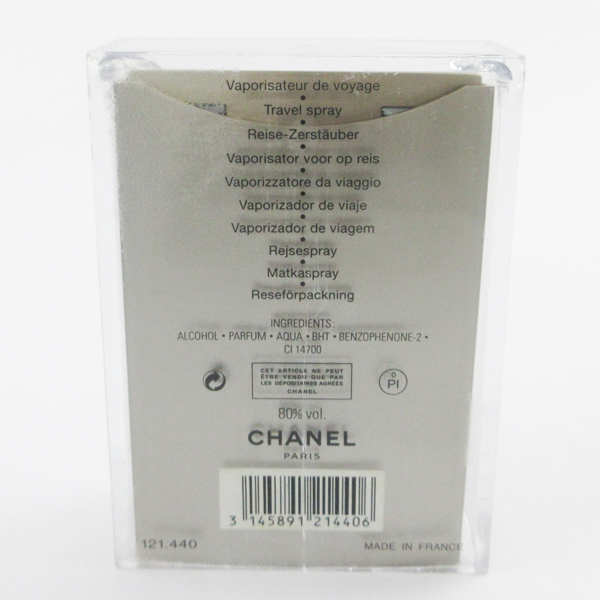 Vaporisateur de voyage
•
Travel spray
•
Reise-Zerstäuber
•
Vaporisator voor op reis
•
Vaporizzatore da viaggio
•
Vaporizador de viaje
•
Vaporizador de viagem
•
Rejsespray
•
Matkaspray
•
Reseförpackning
INGREDIENTS:
ALCOHOL • PARFUM • AQUA • BHT • BENZOPHENONE-2 •
CI 14700
CET ARTICLE NE PEUT
ÊTRE VENDU QUE PAR
LES DÉPOSITAIRES AGRÉÉS
CHANEL
C
PI
80% vol.
CHANEL
PARIS
3 145891 214406
121.440
MADE IN FRANCE